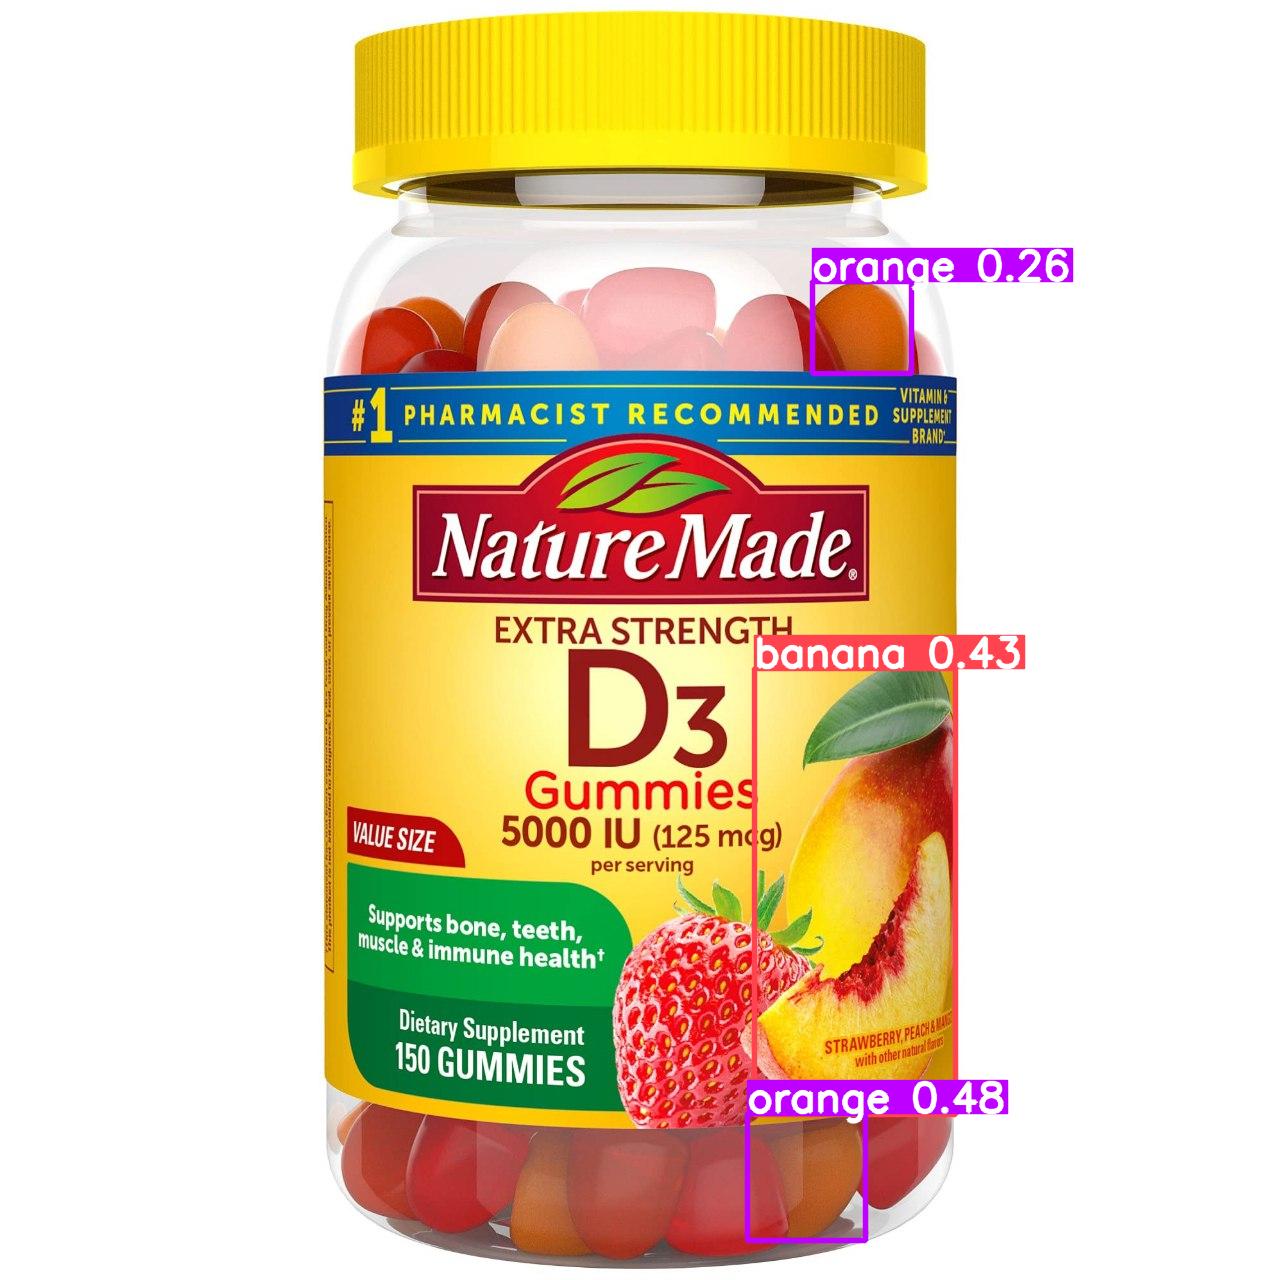 orange 0.26
#1 PHARMACIST RECOMMENDED
VITAMIN &
SUPPLEMENT
BRAND*
Nature Made®
EXTRA STRENGTH
banana 0.43
D3
Gummies
5000 IU (125 mcg)
per serving
VALUE SIZE
Supports bone, teeth,
muscle & immune health†
Dietary Supplement
150 GUMMIES
STRAWBERRY, PEACH &
with other natural flavors
orange 0.48